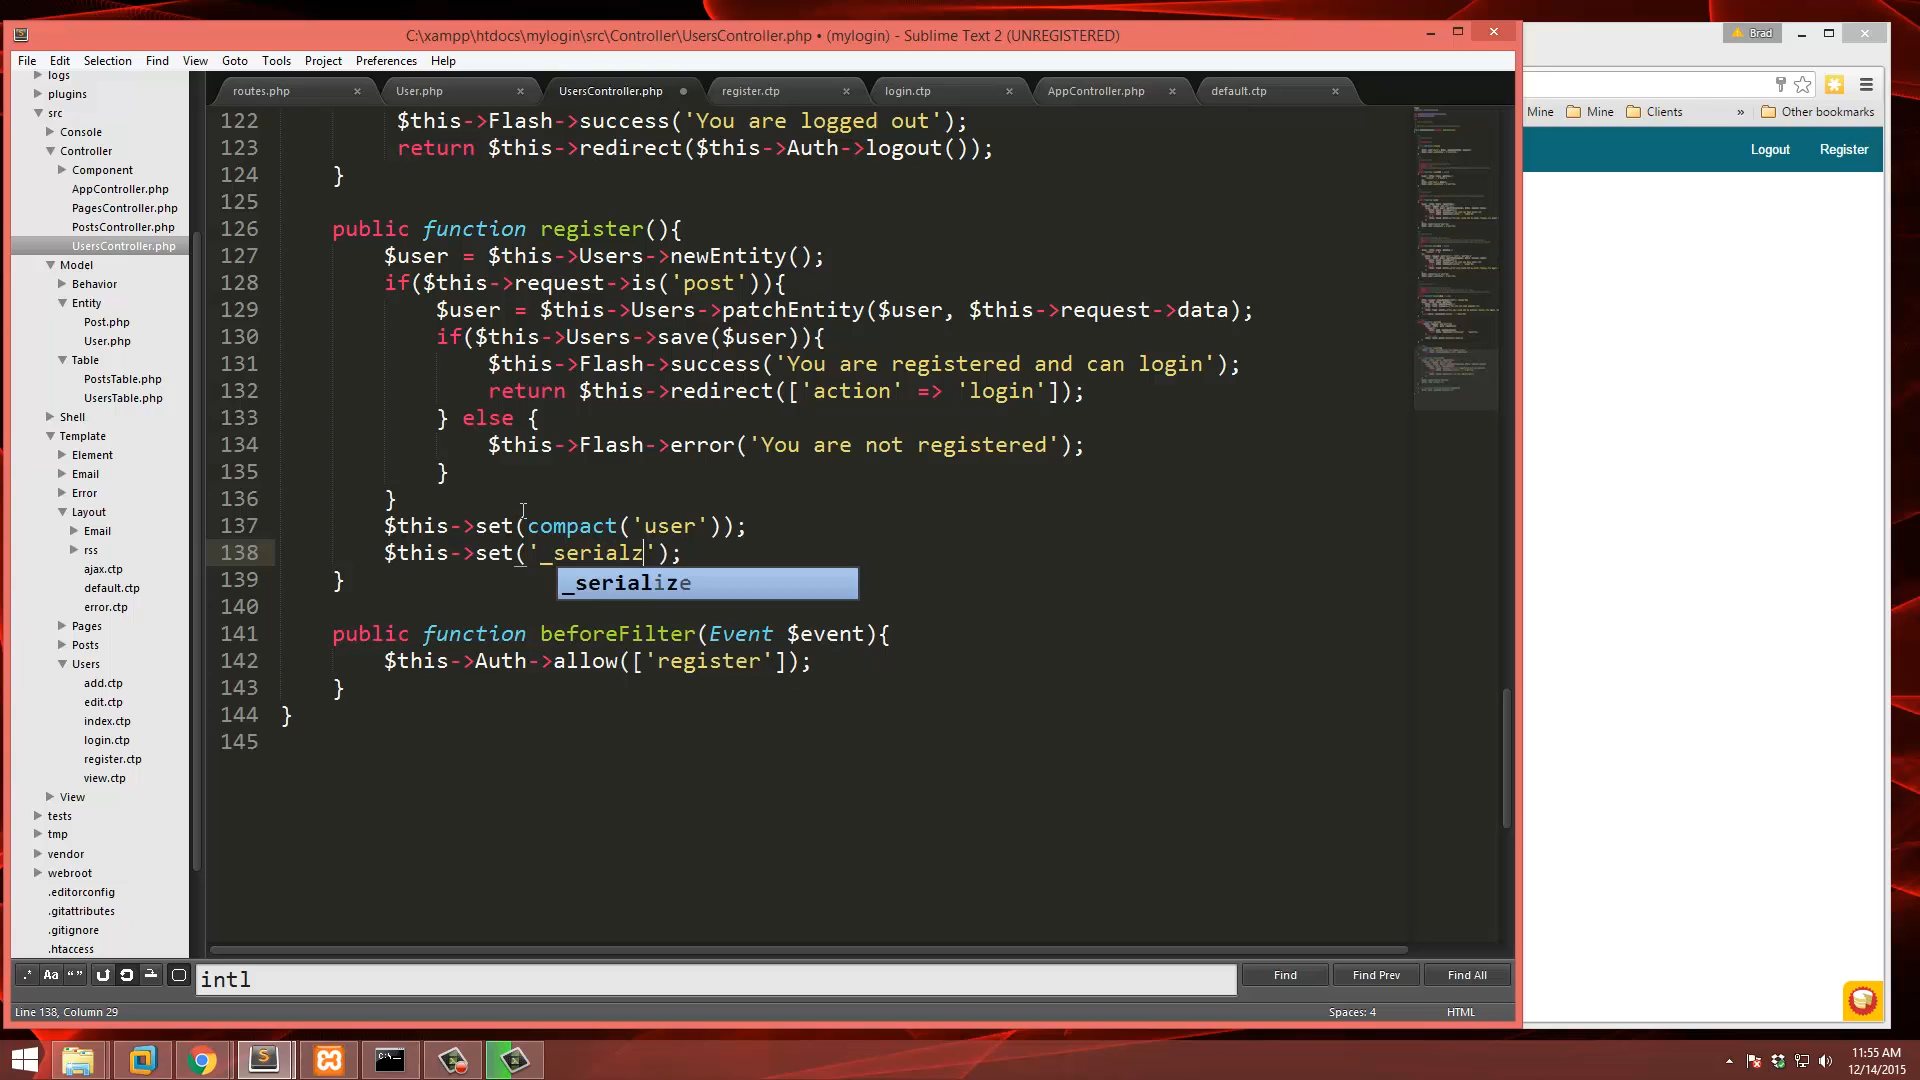 C:\xampp\htdocs\mylogin\src\Controller\UsersController.php • (mylogin) - Sublime Text 2 (UNREGISTERED)
Brad
File Edit Selection Find View Goto Tools Project Preferences Help
routes.php × User.php × UsersController.php register.ctp × login.ctp × AppController.php × default.ctp ×
Mine Mine Clients » Other bookmarks
Logout Register
logs
plugins
src
Console
Controller
Component
AppController.php
PagesController.php
PostsController.php
UsersController.php
Model
Behavior
Entity
Post.php
User.php
Table
PostsTable.php
UsersTable.php
Shell
Template
Element
Email
Error
Layout
Email
rss
ajax.ctp
default.ctp
error.ctp
Pages
Posts
Users
add.ctp
edit.ctp
index.ctp
login.ctp
register.ctp
view.ctp
View
tests
tmp
vendor
webroot
.editorconfig
.gitattributes
.gitignore
.htaccess
122 $this->Flash->success('You are logged out');
123 return $this->redirect($this->Auth->logout());
124 }
125
126 public function register(){
127 $user = $this->Users->newEntity();
128 if($this->request->is('post')){
129 $user = $this->Users->patchEntity($user, $this->request->data);
130 if($this->Users->save($user)){
131 $this->Flash->success('You are registered and can login');
132 return $this->redirect(['action' => 'login']);
133 } else {
134 $this->Flash->error('You are not registered');
135 }
136 }
137 $this->set(compact('user'));
138 $this->set('_serialz');
_serialize
139 }
140
141 public function beforeFilter(Event $event){
142 $this->Auth->allow(['register']);
143 }
144 }
145
.* Aa “” intl Find Find Prev Find All
Line 138, Column 29 Spaces: 4 HTML
11:55 AM
12/14/2015